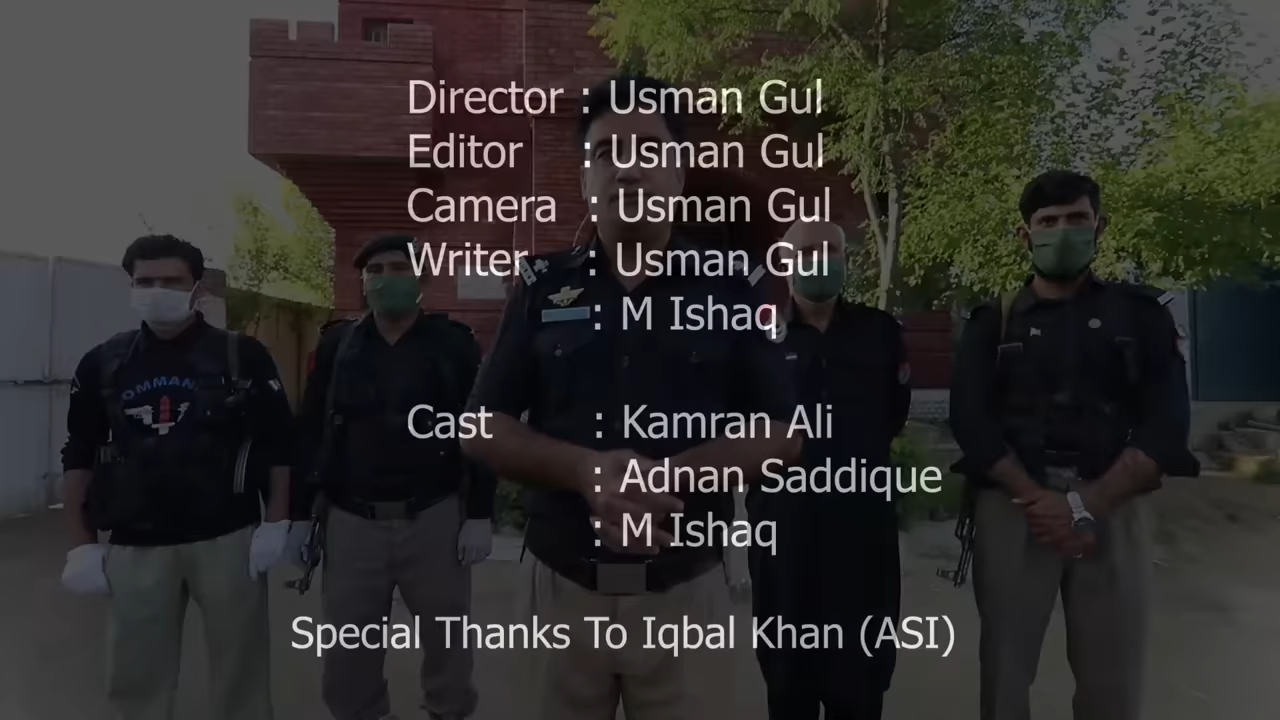 Director : Usman Gul
Editor : Usman Gul
Camera : Usman Gul
Writer : Usman Gul
: M Ishaq
Cast : Kamran Ali
: Adnan Saddique
: M Ishaq
Special Thanks To Iqbal Khan (ASI)